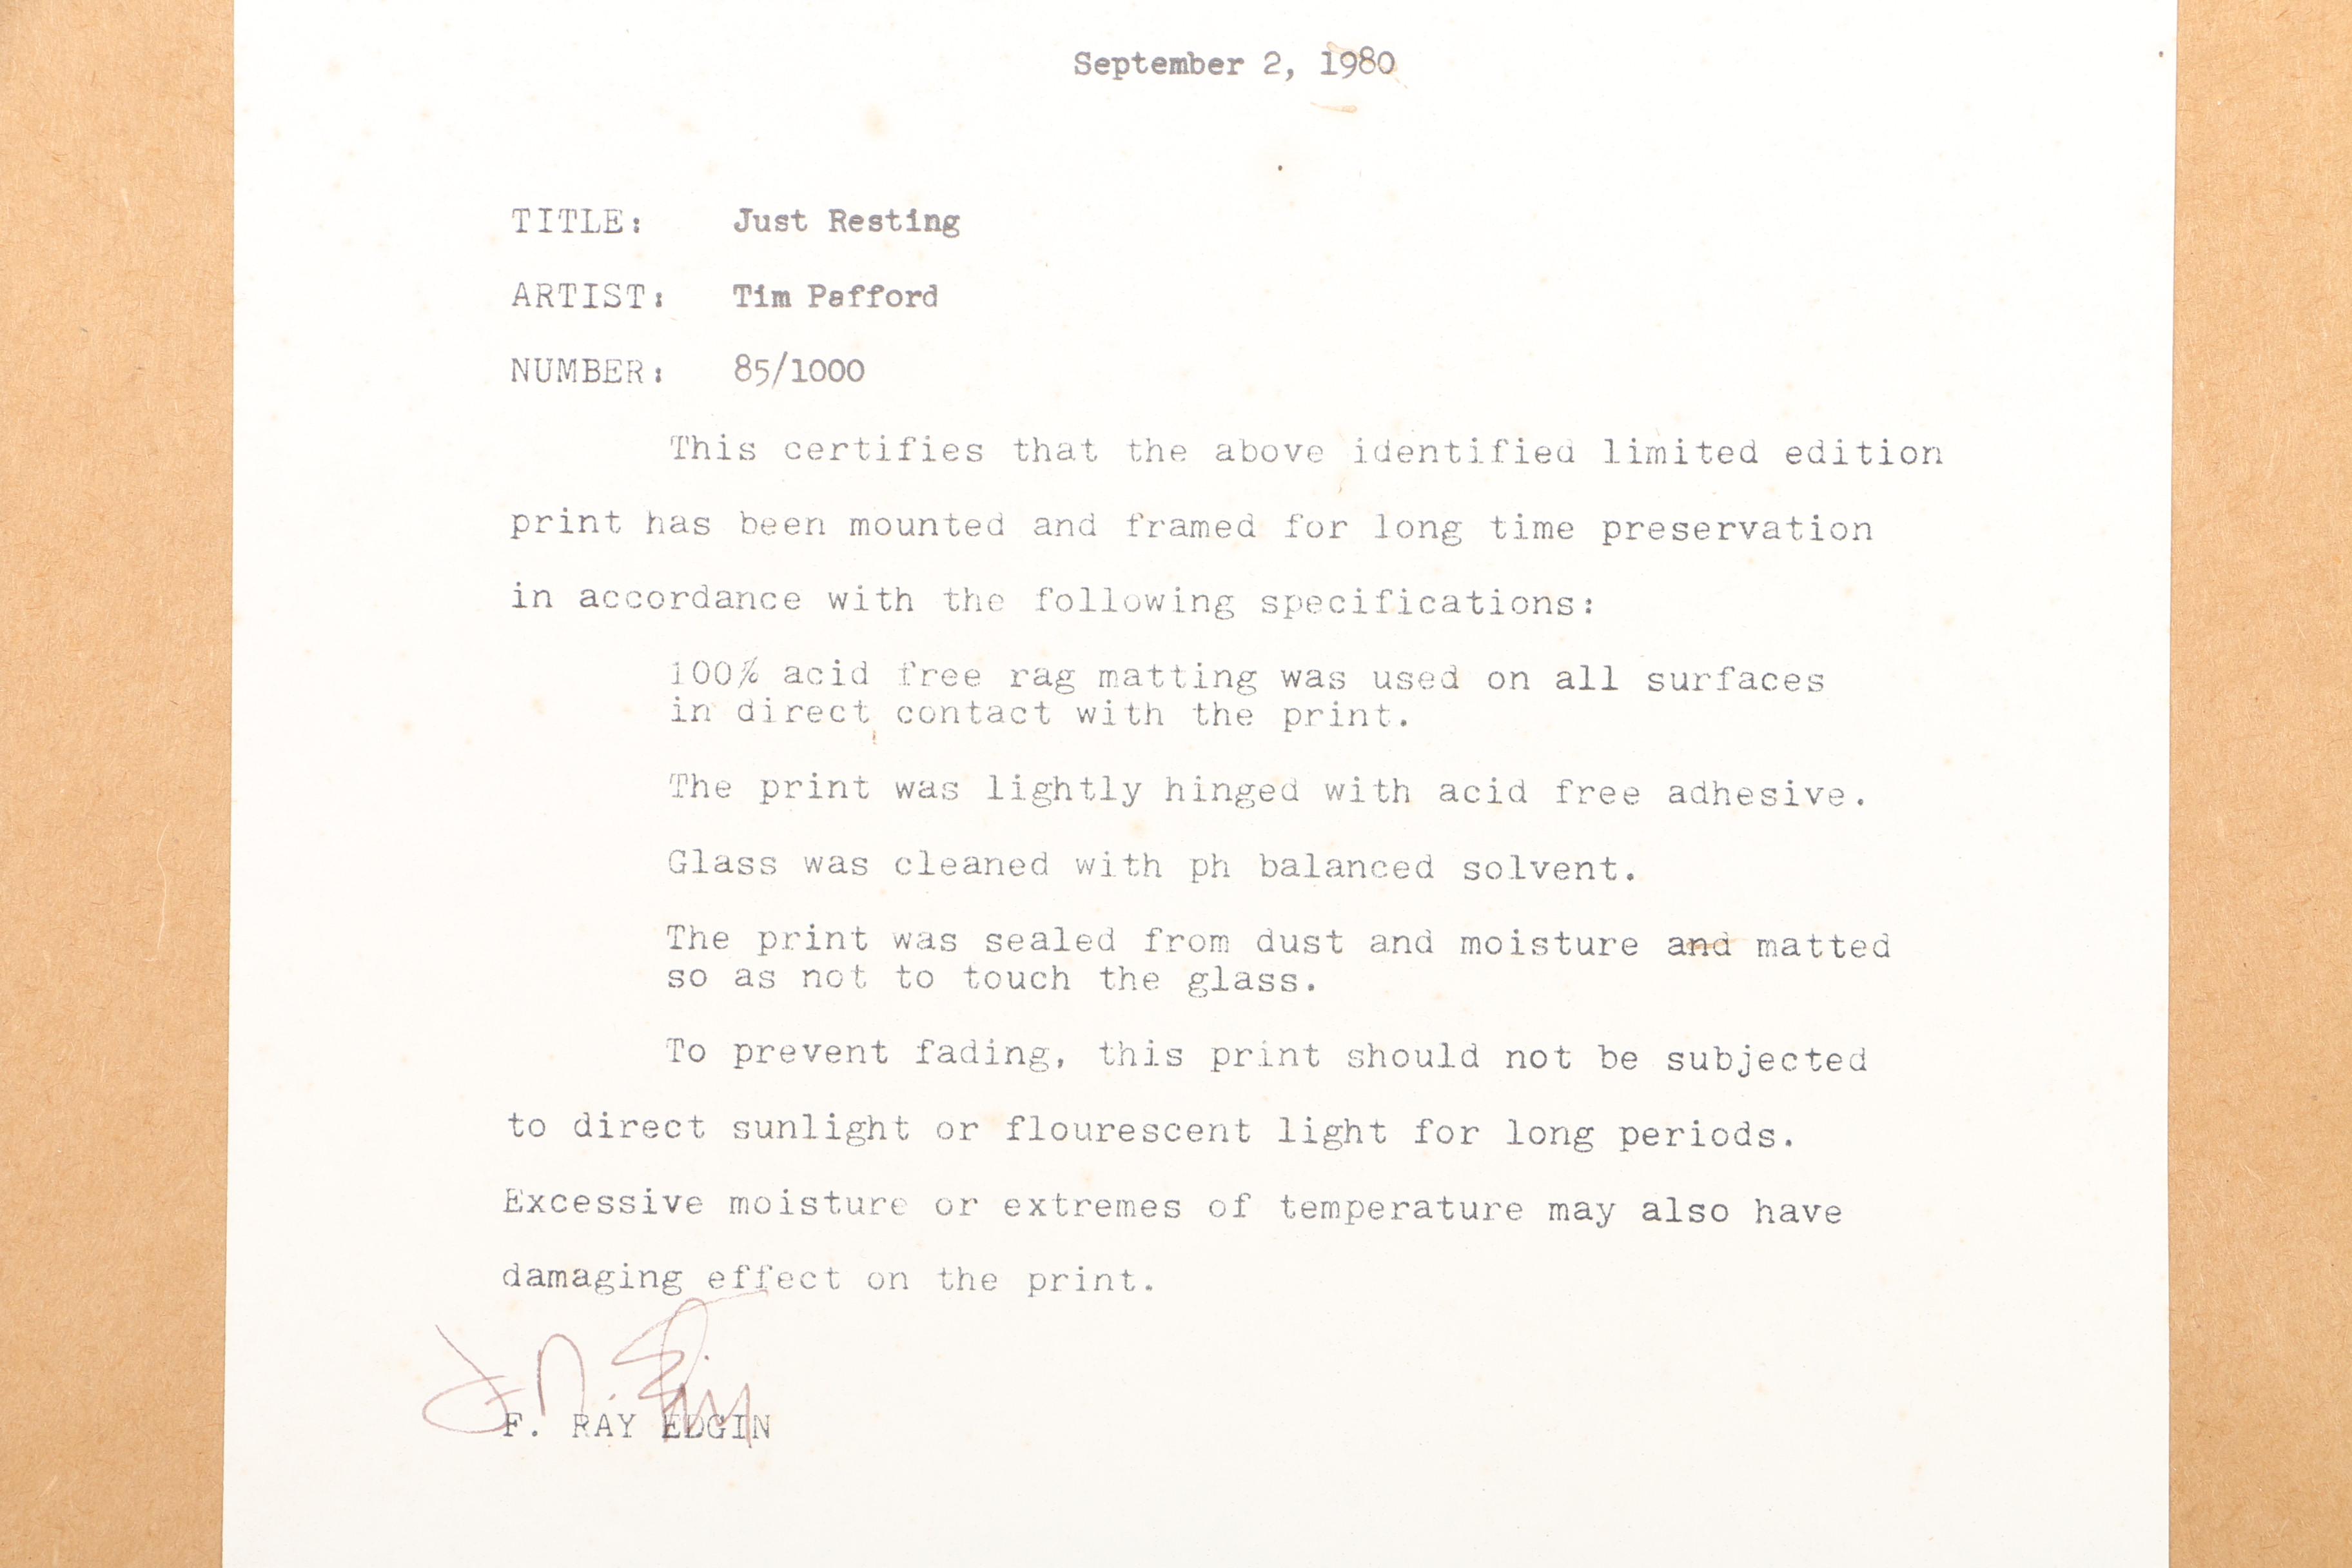 September 2, 1980
TITLE: Just Resting
ARTIST: Tim Pafford
NUMBER: 85/1000
This certifies that the above identified limited edition
print has been mounted and framed for long time preservation
in accordance with the following specifications:
100% acid free rag matting was used on all surfaces
in direct contact with the print.
The print was lightly hinged with acid free adhesive.
Glass was cleaned with ph balanced solvent.
The print was sealed from dust and moisture and matted
so as not to touch the glass.
To prevent fading, this print should not be subjected
to direct sunlight or flourescent light for long periods.
Excessive moisture or extremes of temperature may also have
damaging effect on the print.
F. RAY EDGIN